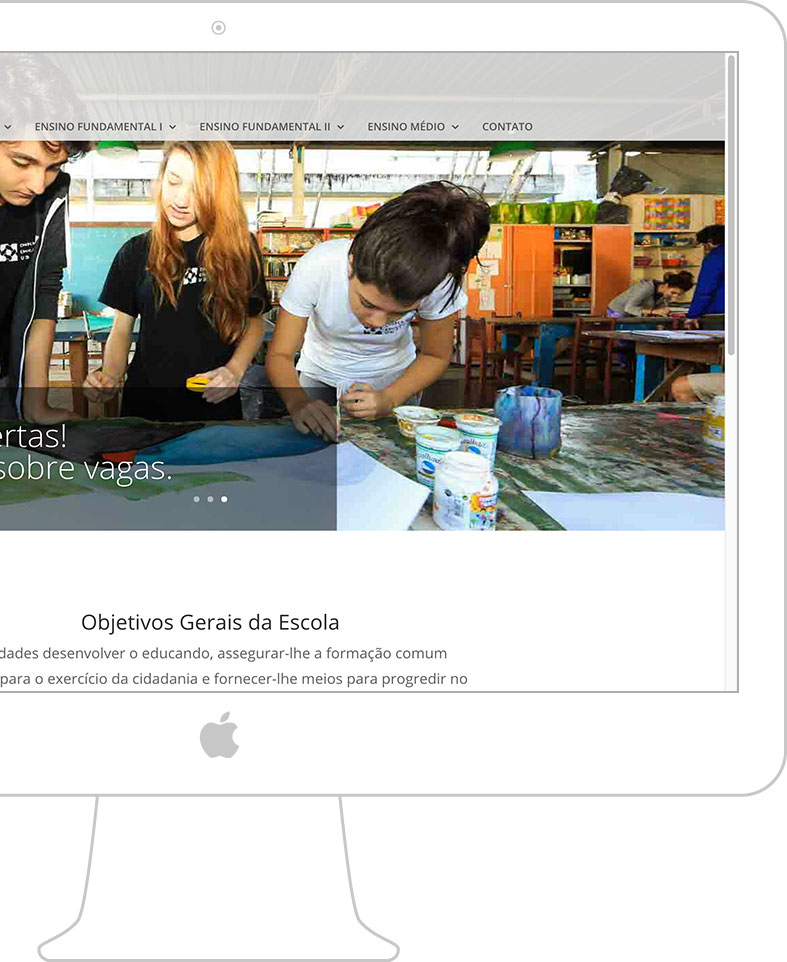 ENSINO FUNDAMENTAL I
ENSINO FUNDAMENTAL II
ENSINO MÉDIO
CONTATO
ertas!
sobre vagas.
Objetivos Gerais da Escola
dades desenvolver o educando, assegurar-lhe a formação comum
para o exercício da cidadania e fornecer-lhe meios para progredir no